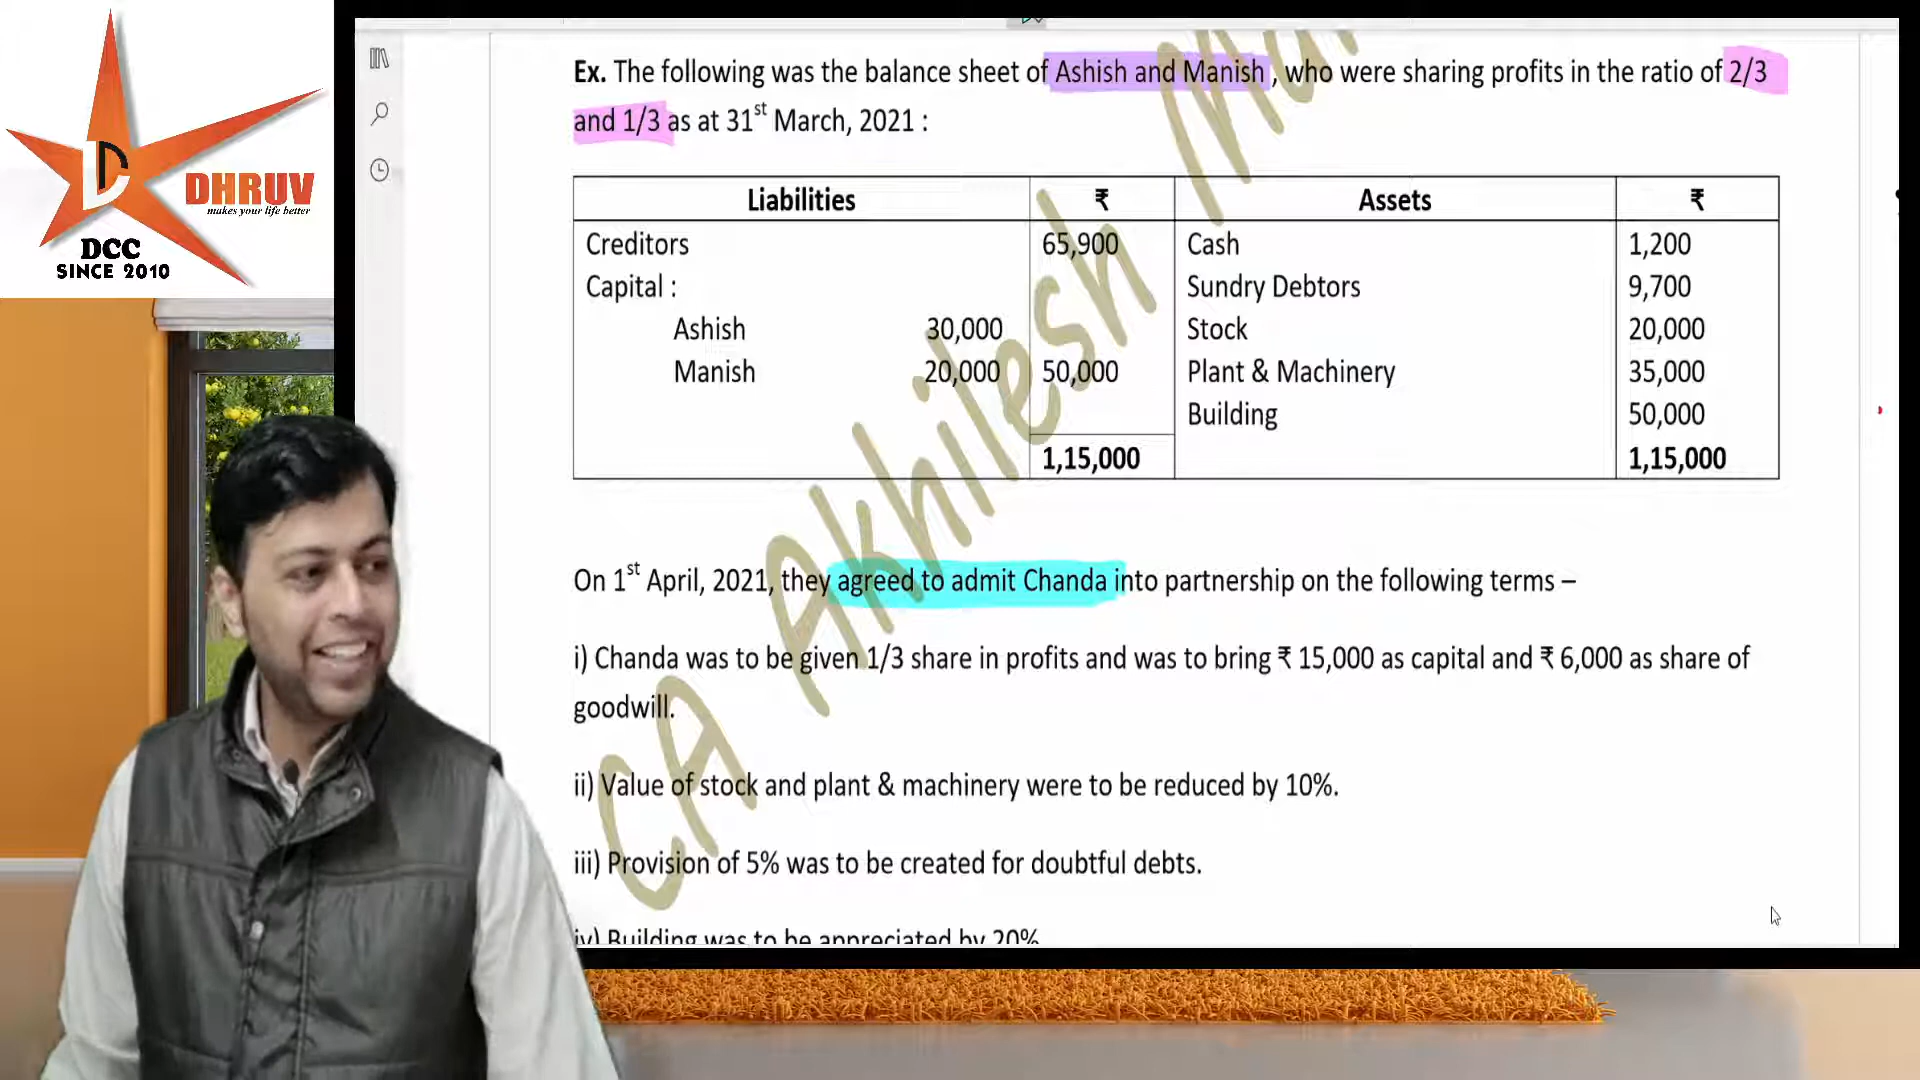 DC
DHRUV
makes your life better
DCC
SINCE 2010
Ex. The following was the balance sheet of Ashish and Manish , who were sharing profits in the ratio of 2/3
and 1/3 as at 31st March, 2021 :
Liabilities ₹ Assets ₹
Creditors 65,900 Cash 1,200
Capital : Sundry Debtors 9,700
Ashish 30,000 Stock 20,000
Manish 20,000 50,000 Plant & Machinery 35,000
Building 50,000
1,15,000 1,15,000
On 1st April, 2021, they agreed to admit Chanda into partnership on the following terms –
i) Chanda was to be given 1/3 share in profits and was to bring ₹ 15,000 as capital and ₹ 6,000 as share of
goodwill.
ii) Value of stock and plant & machinery were to be reduced by 10%.
iii) Provision of 5% was to be created for doubtful debts.
iv) Building was to be appreciated by 20%.
CA Akhilesh